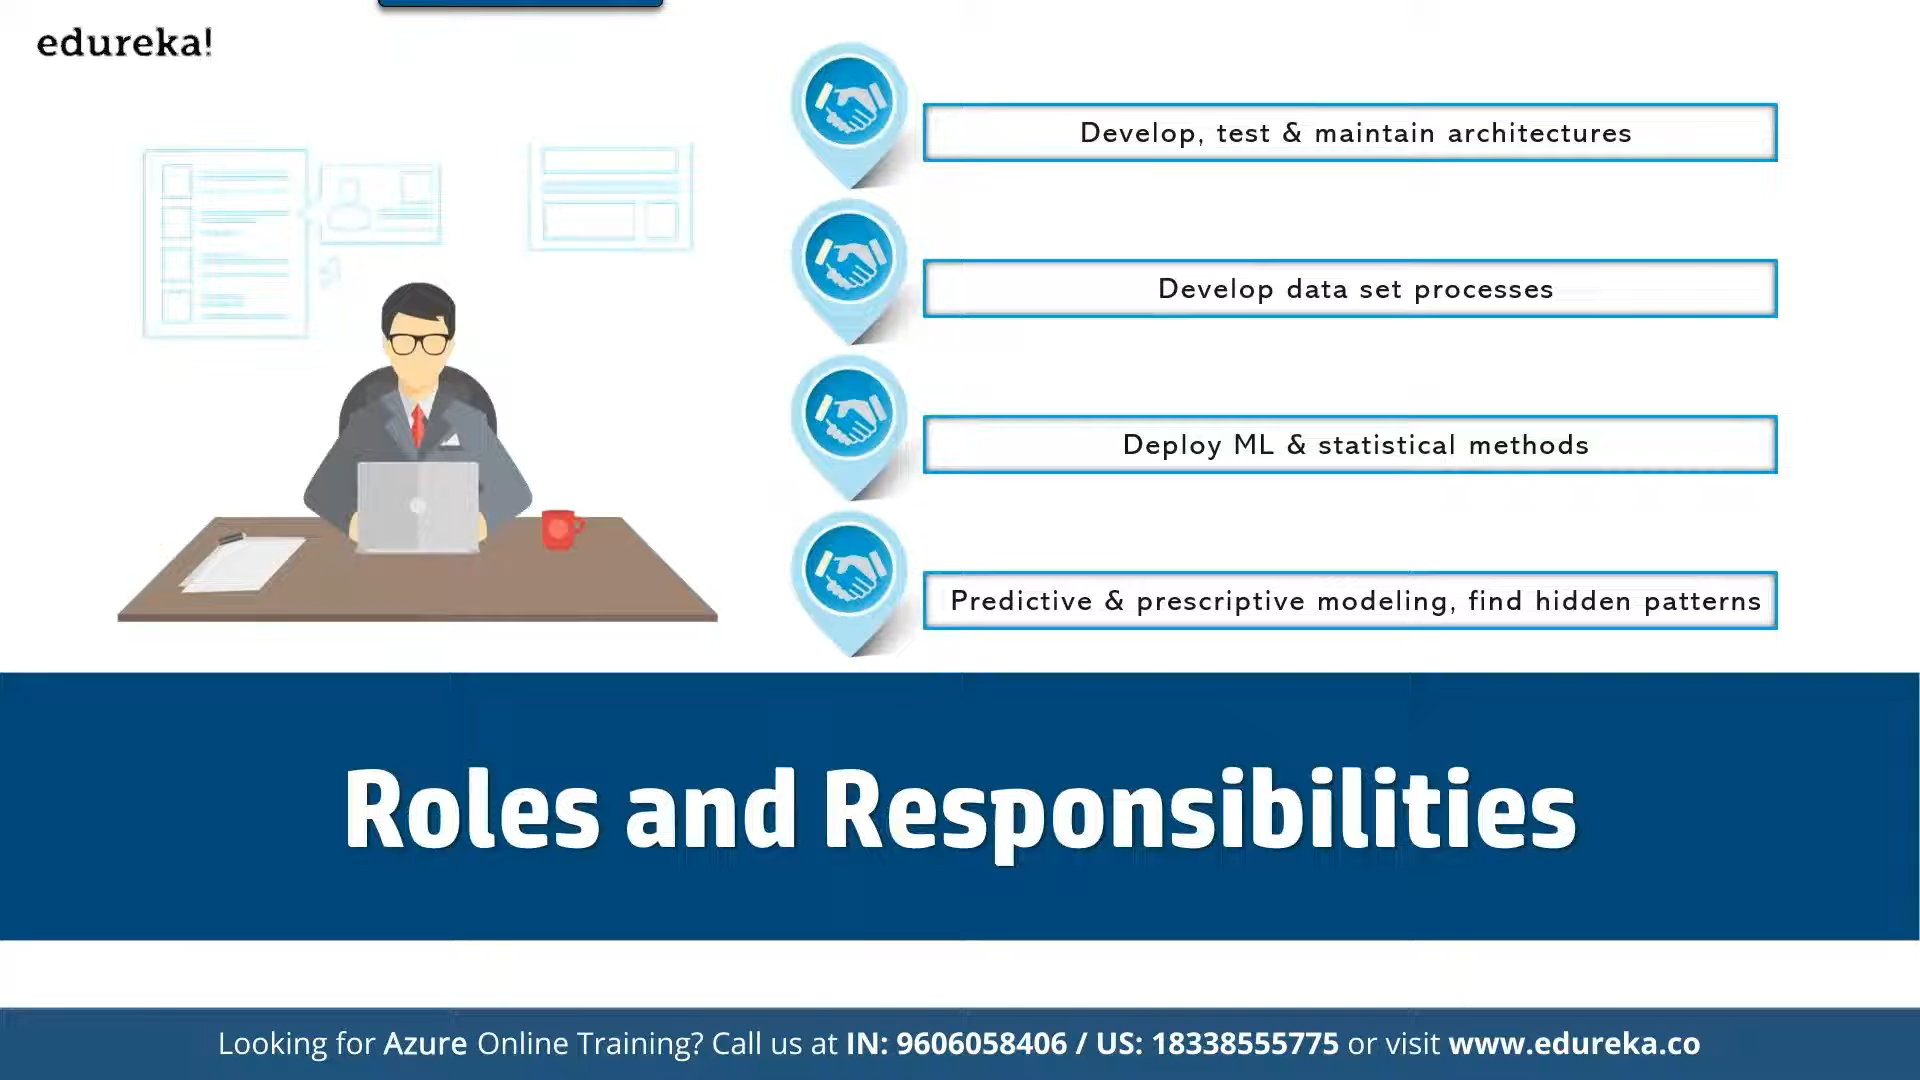 edureka!
Develop, test & maintain architectures
Develop data set processes
Deploy ML & statistical methods
Predictive & prescriptive modeling, find hidden patterns
Roles and Responsibilities
Looking for Azure Online Training? Call us at IN: 9606058406 / US: 18338555775 or visit www.edureka.co